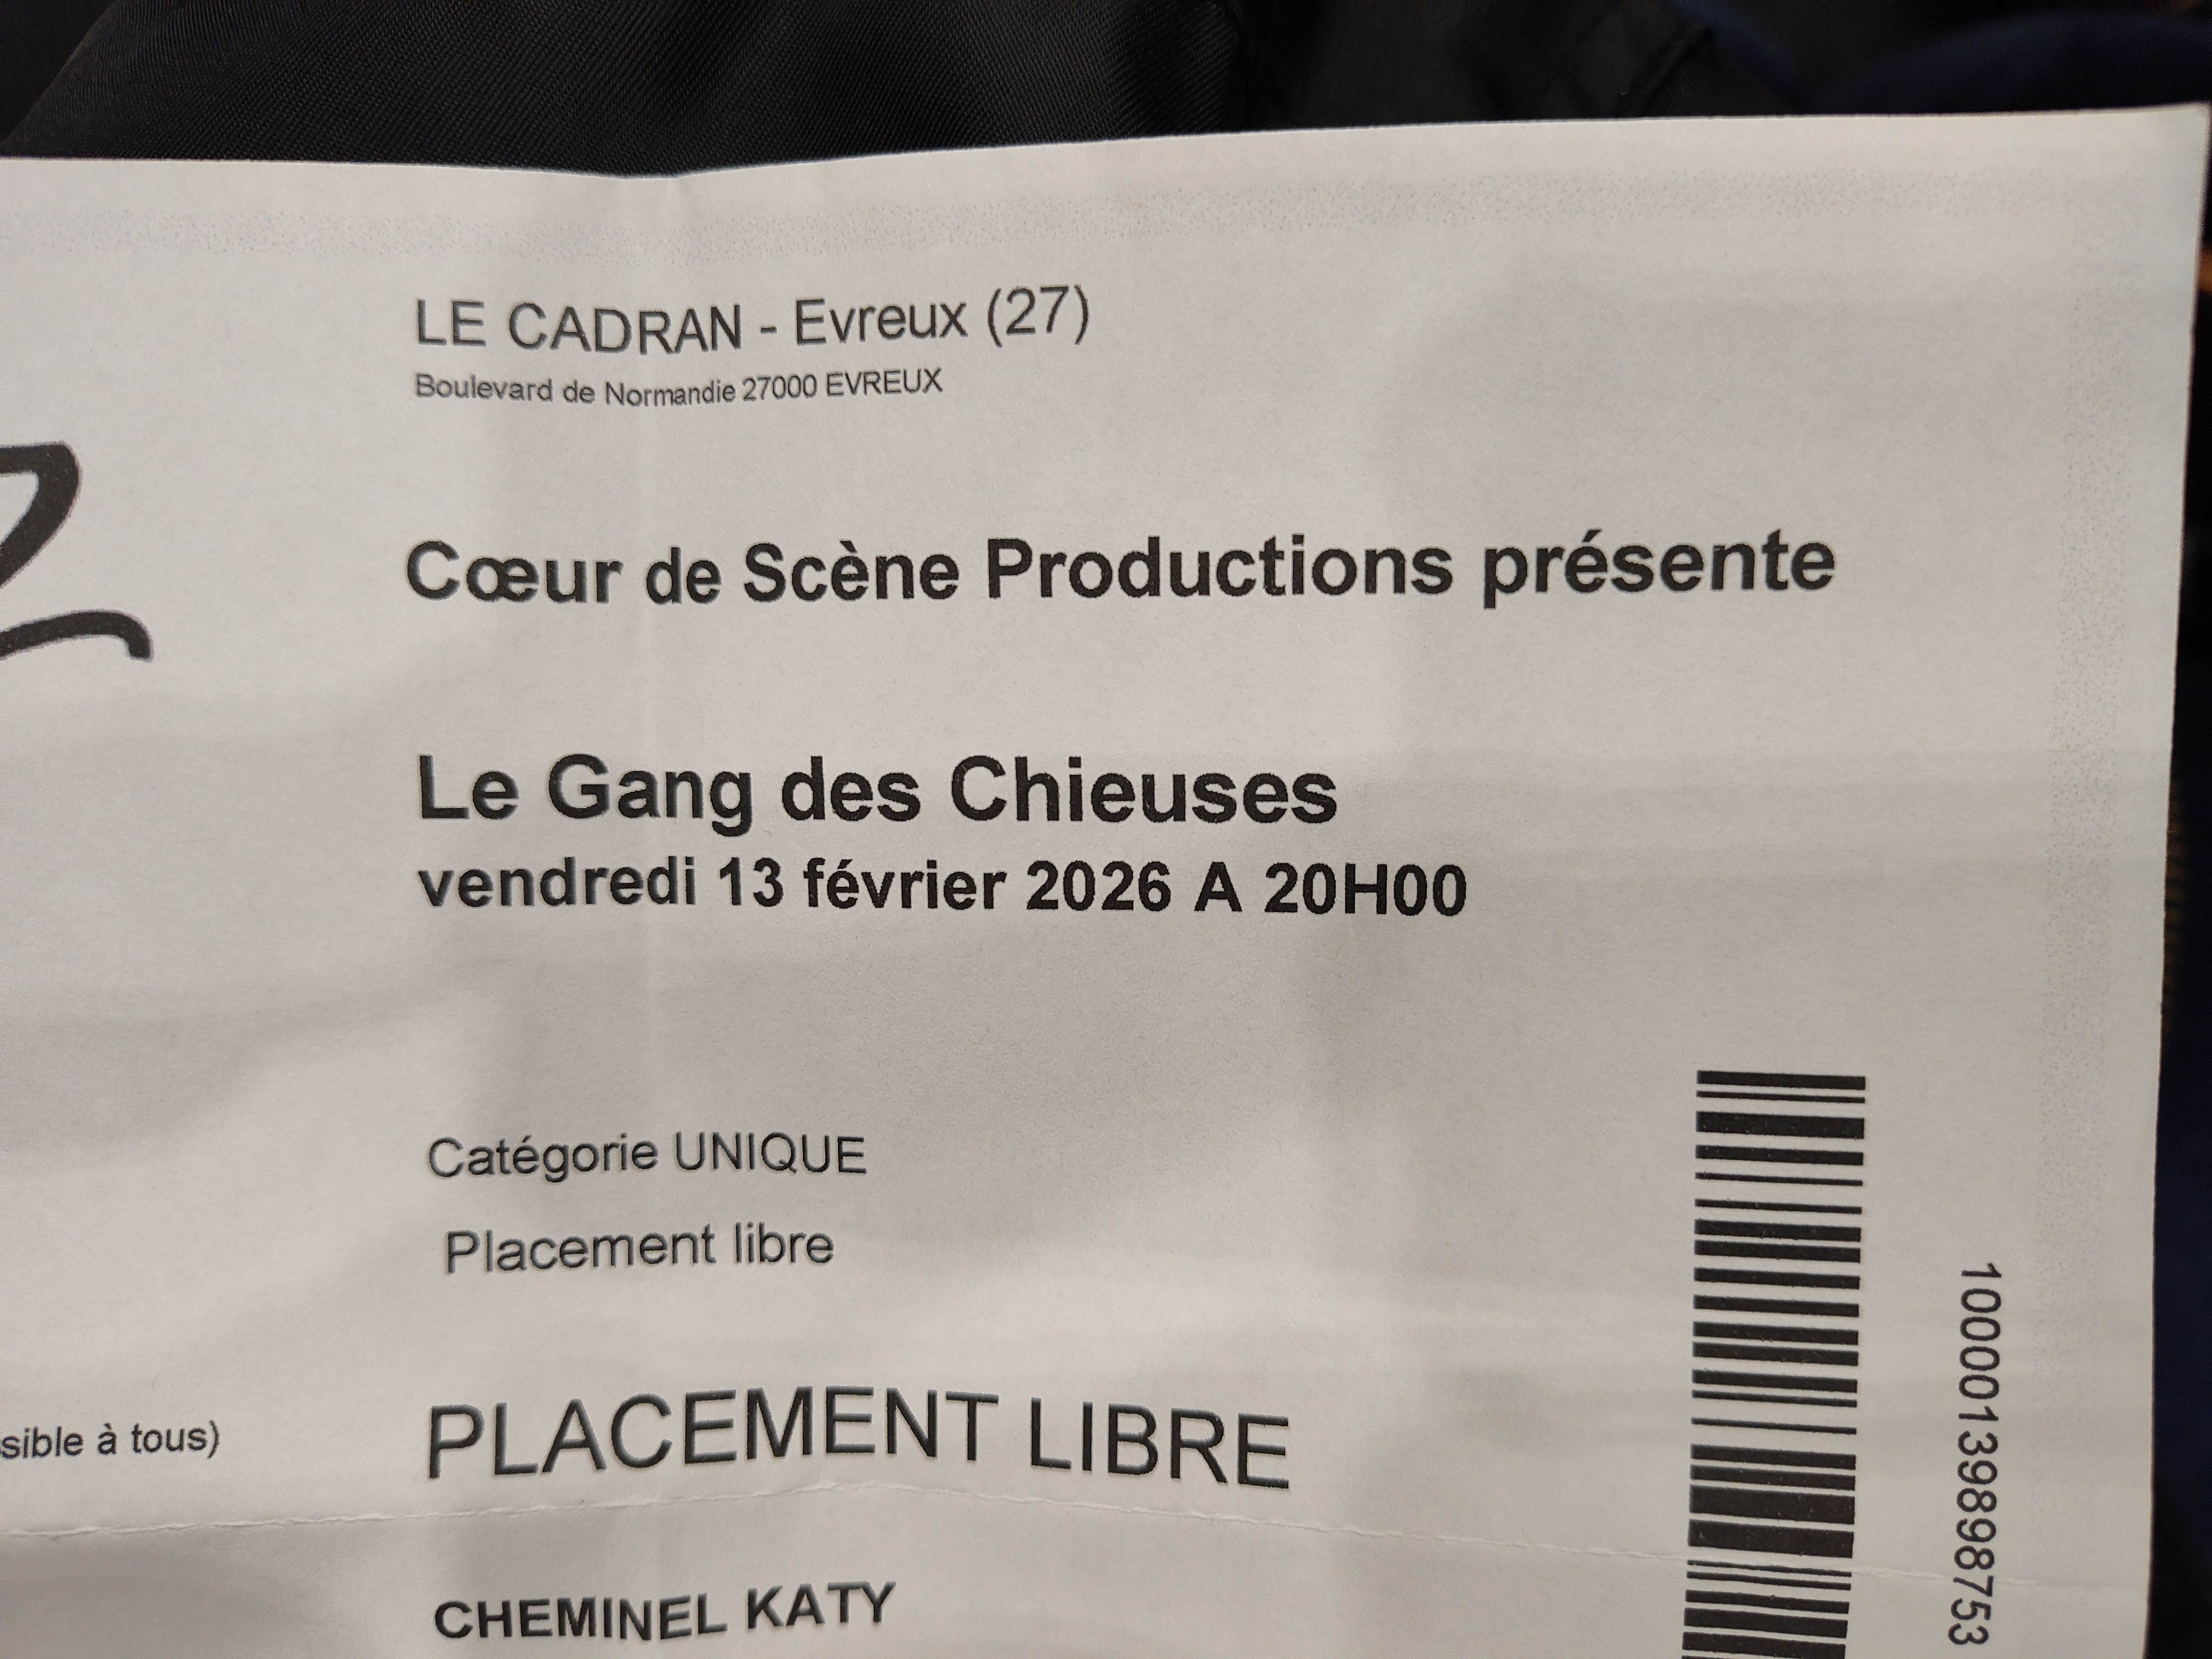 LE CADRAN - Evreux (27)
Boulevard de Normandie 27000 EVREUX
Cœur de Scène Productions présente
Le Gang des Chieuses
vendredi 13 février 2026 A 20H00
Catégorie UNIQUE
Placement libre
sible à tous)
PLACEMENT LIBRE
CHEMINEL KATY
10000139898753